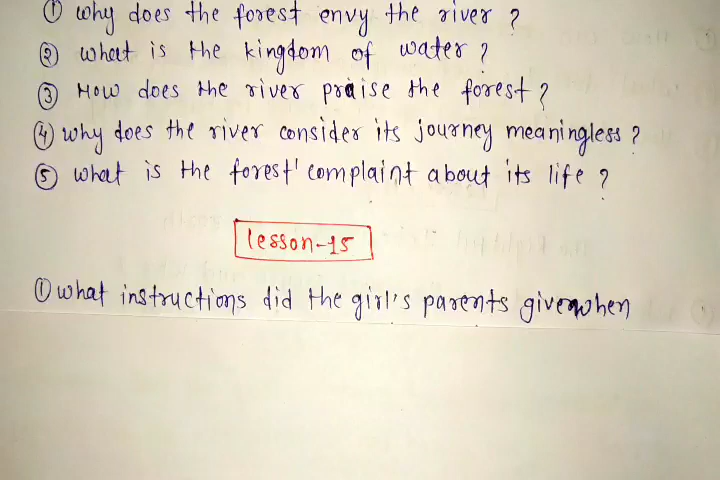 ① why does the forest envy the river ?
② what is the kingdom of water ?
③ How does the river praise the forest ?
④ why does the river consider its journey meaningless ?
⑤ what is the forest' complaint about its life ?
lesson-15
① what instructions did the girl's parents give when